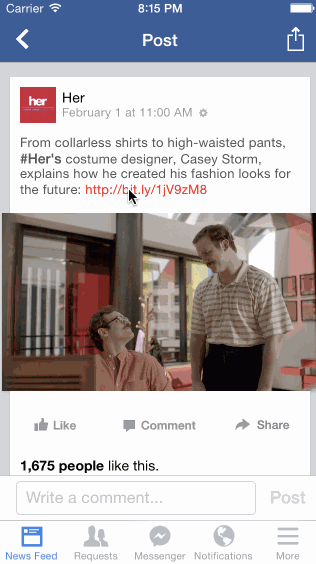 Carrier 8:15 PM
Post
her
Her
February 1 at 11:00 AM
From collarless shirts to high-waisted pants,
#Her's costume designer, Casey Storm,
explains how he created his fashion looks for
the future: http://bit.ly/1jV9zM8
Like Comment Share
1,675 people like this.
Write a comment... Post
News Feed Requests Messenger Notifications More